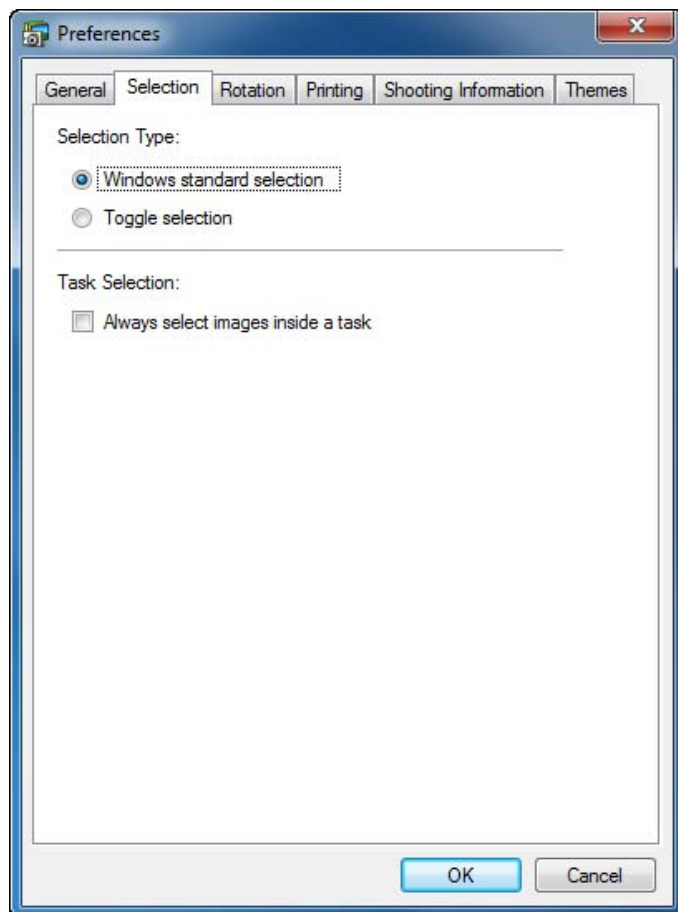 Preferences
General Selection Rotation Printing Shooting Information Themes
Selection Type:
Windows standard selection
Toggle selection
Task Selection:
Always select images inside a task
OK Cancel